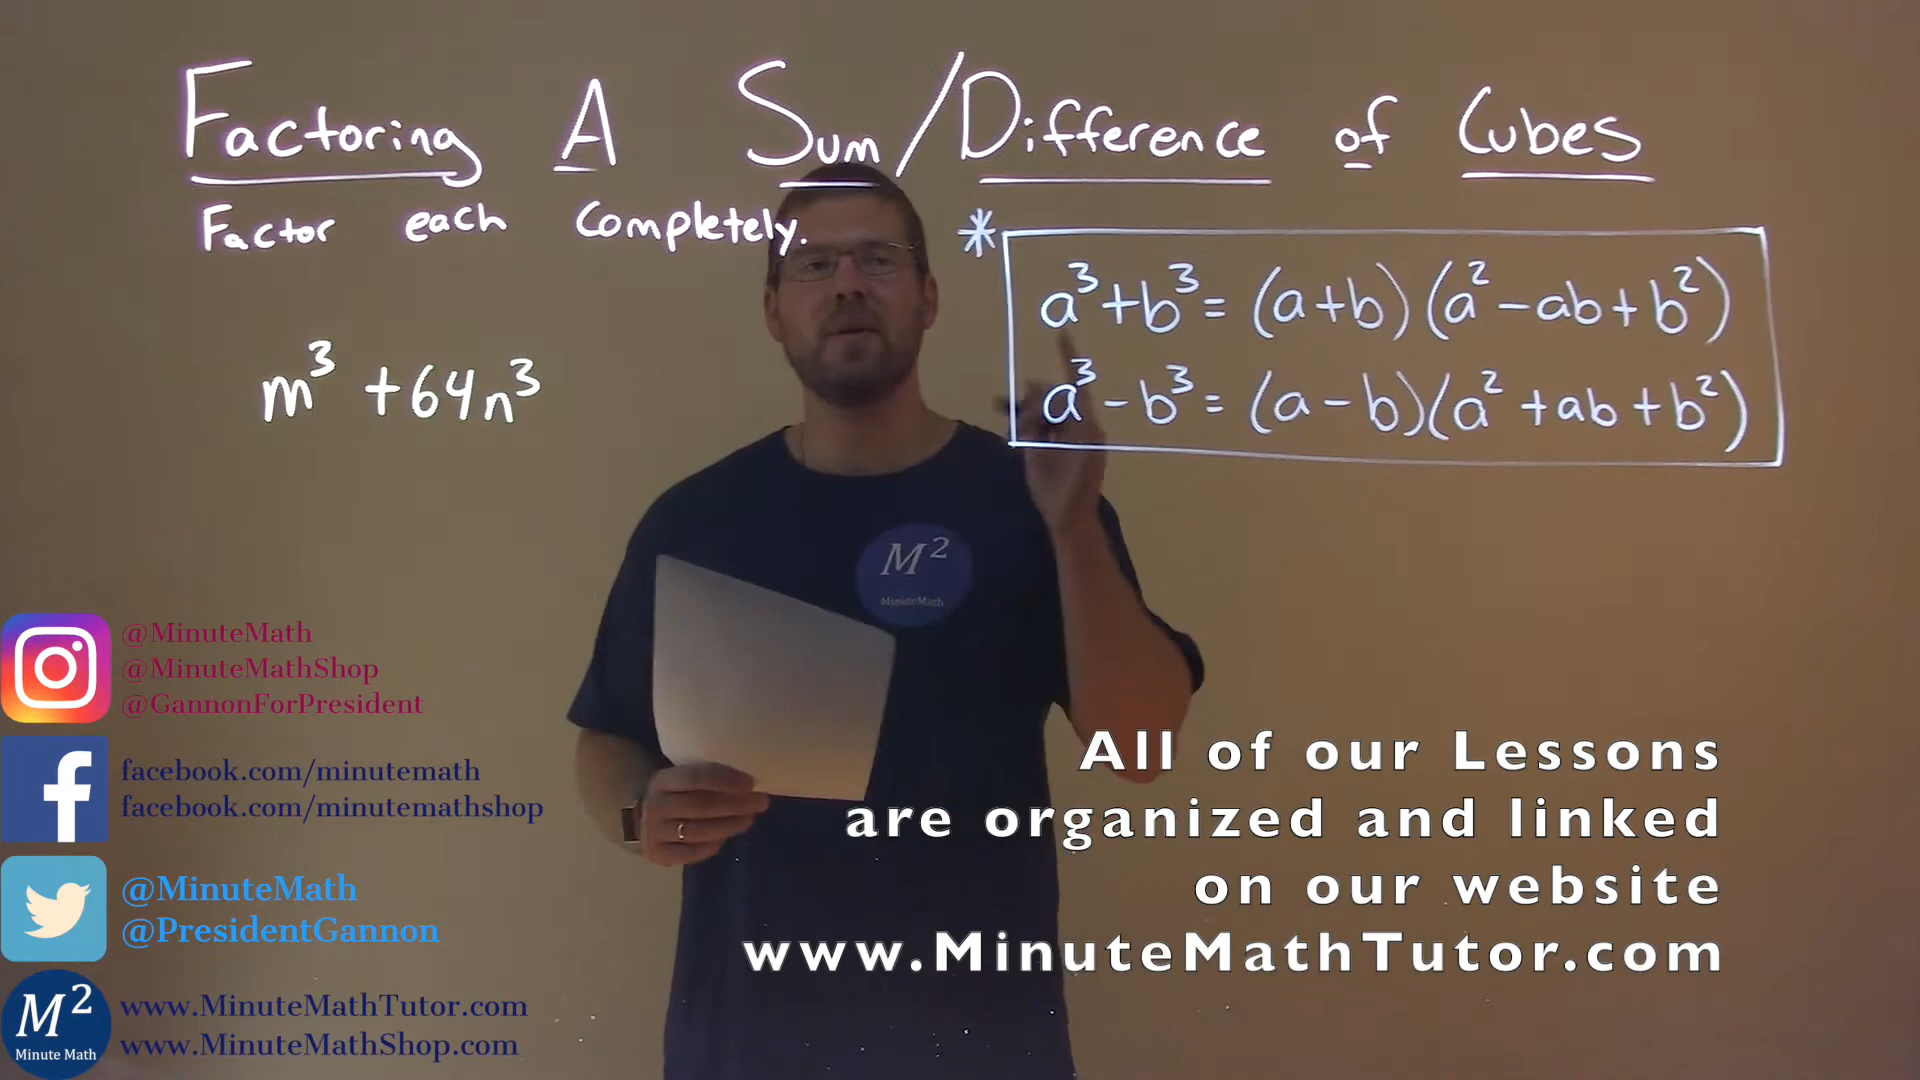 Factoring A Sum/Difference of Cubes
Factor each completely.
*
a³+b³= (a+b)(a²-ab+b²)
a³-b³= (a-b)(a²+ab+b²)
m³ +64n³
M²
MinuteMath
@MinuteMath
@MinuteMathShop
@GannonForPresident
facebook.com/minutemath
facebook.com/minutemathshop
@MinuteMath
@PresidentGannon
M²
Minute Math
www.MinuteMathTutor.com
www.MinuteMathShop.com
All of our Lessons
are organized and linked
on our website
www.MinuteMathTutor.com